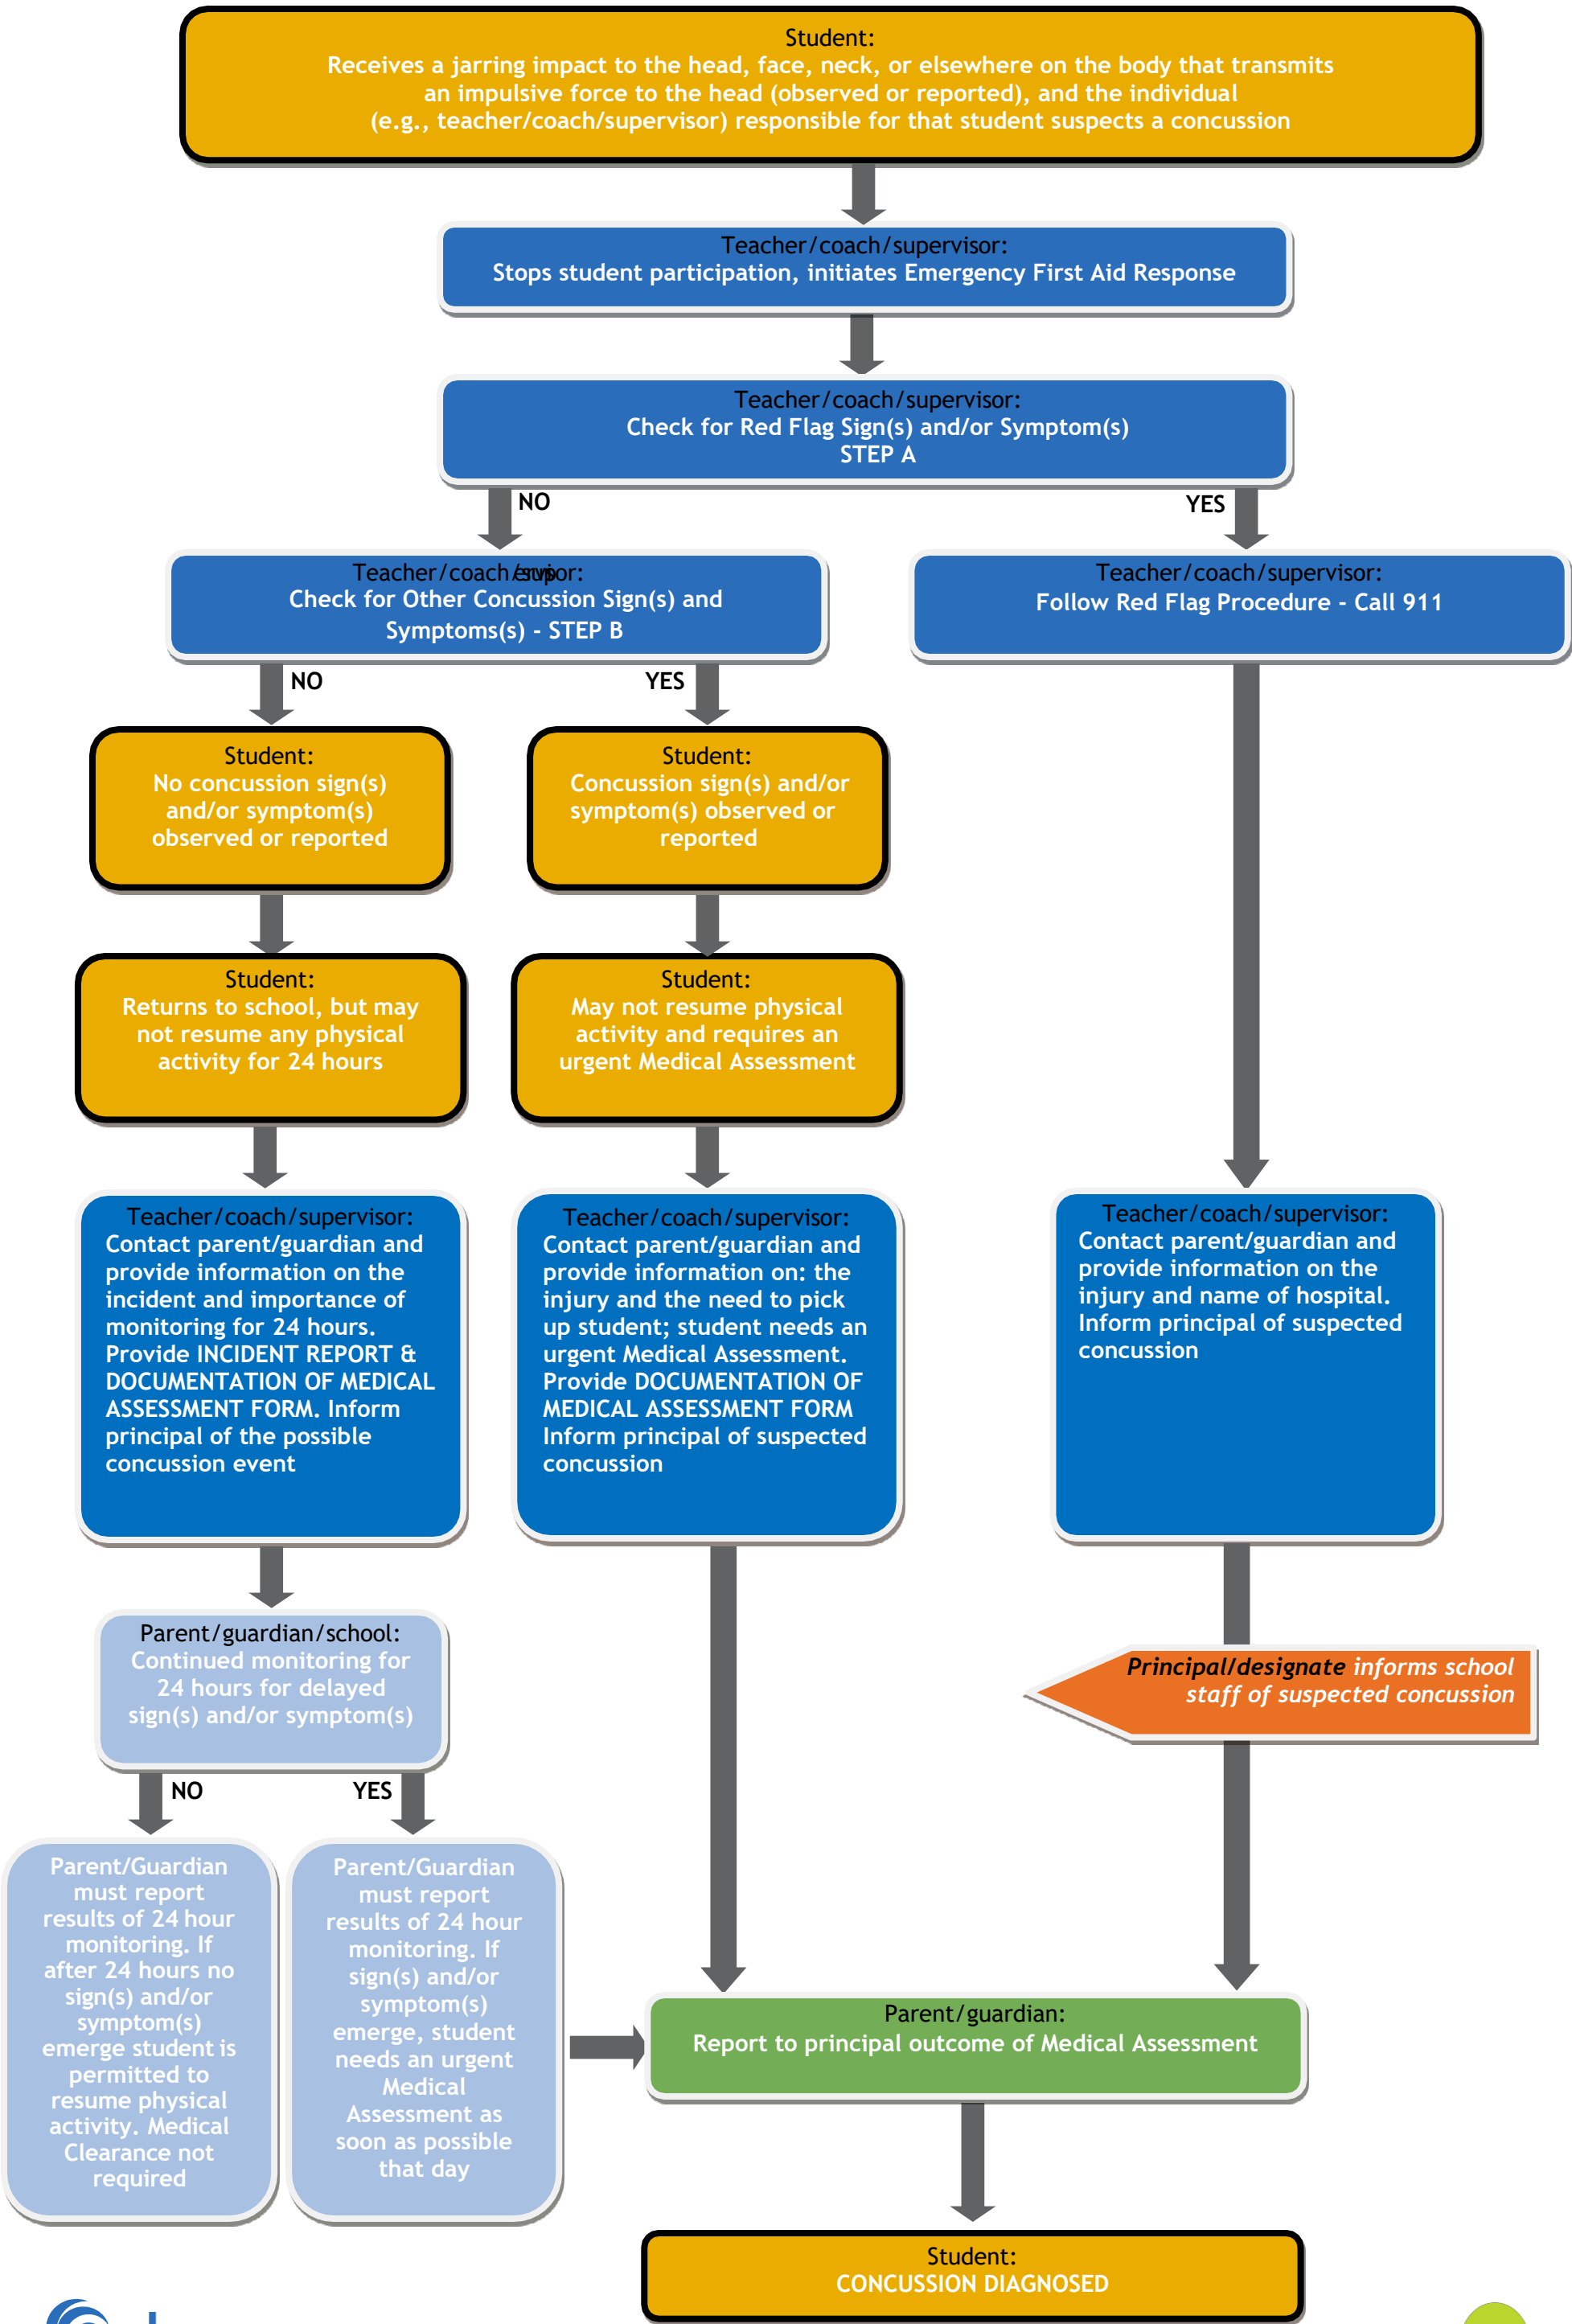 Student:
Receives a jarring impact to the head, face, neck, or elsewhere on the body that transmits
an impulsive force to the head (observed or reported), and the individual
(e.g., teacher/coach/supervisor) responsible for that student suspects a concussion
Teacher/coach/supervisor:
Stops student participation, initiates Emergency First Aid Response
Teacher/coach/supervisor:
Check for Red Flag Sign(s) and/or Symptom(s)
STEP A
NO
YES
Teacher/coach/
Check for Other Concussion Sign(s) and
Symptoms(s) - STEP B
Teacher/coach/supervisor:
Follow Red Flag Procedure - Call 911
NO
YES
Student:
No concussion sign(s)
and/or symptom(s)
observed or reported
Student:
Concussion sign(s) and/or
symptom(s) observed or
reported
Student:
Returns to school, but may
not resume any physical
activity for 24 hours
Student:
May not resume physical
activity and requires an
urgent Medical Assessment
Teacher/coach/supervisor:
Contact parent/guardian and
provide information on the
incident and importance of
monitoring for 24 hours.
Provide INCIDENT REPORT &
DOCUMENTATION OF MEDICAL
ASSESSMENT FORM. Inform
principal of the possible
concussion event
Teacher/coach/supervisor:
Contact parent/guardian and
provide information on: the
injury and the need to pick
up student; student needs an
urgent Medical Assessment.
Provide DOCUMENTATION OF
MEDICAL ASSESSMENT FORM
Inform principal of suspected
concussion
Teacher/coach/supervisor:
Contact parent/guardian and
provide information on the
injury and name of hospital.
Inform principal of suspected
concussion
Parent/guardian/school:
Continued monitoring for
24 hours for delayed
sign(s) and/or symptom(s)
Principal/designate informs school
staff of suspected concussion
NO
YES
Parent/Guardian
must report
results of 24 hour
monitoring. If
after 24 hours no
sign(s) and/or
symptom(s)
emerge student is
permitted to
resume physical
activity. Medical
Clearance not
required
Parent/Guardian
must report
results of 24 hour
monitoring. If
sign(s) and/or
symptom(s)
emerge, student
needs an urgent
Medical
Assessment as
soon as possible
that day
Parent/guardian:
Report to principal outcome of Medical Assessment
Student:
CONCUSSION DIAGNOSED